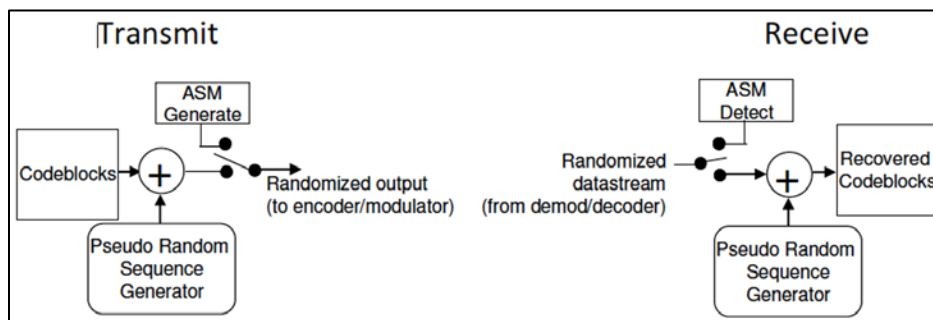 Transmit
Receive
ASM
Generate
ASM
Detect
Codeblocks
+
Randomized output
(to encoder/modulator)
Pseudo Random
Sequence
Generator
Randomized
datastream
(from demod/decoder)
+
Recovered
Codeblocks
Pseudo Random
Sequence
Generator